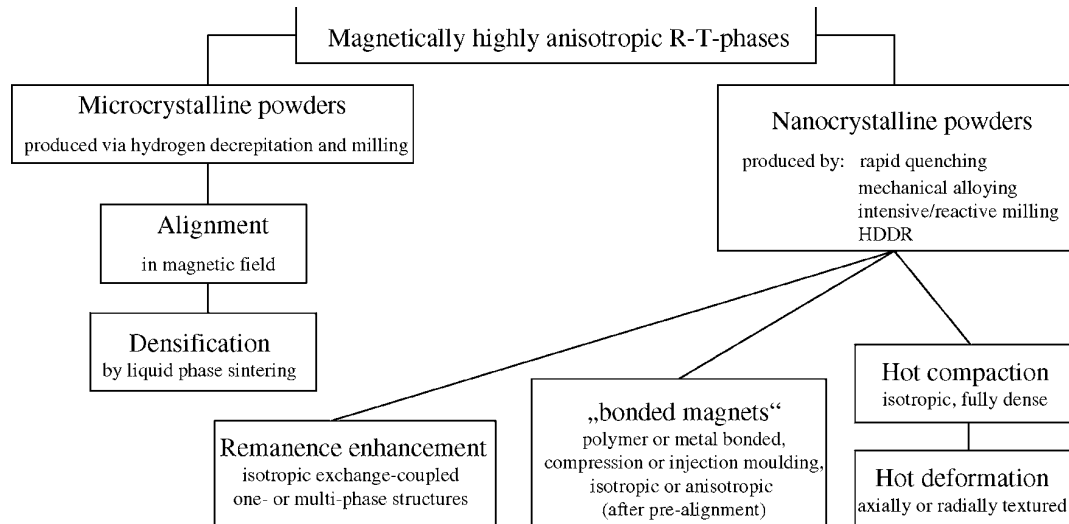 Magnetically highly anisotropic R-T-phases
Microcrystalline powders
produced via hydrogen decrepitation and milling
Alignment
in magnetic field
Densification
by liquid phase sintering
Nanocrystalline powders
produced by: rapid quenching
mechanical alloying
intensive/reactive milling
HDDR
Remanence enhancement
isotropic exchange-coupled
one- or multi-phase structures
„bonded magnets“
polymer or metal bonded,
compression or injection moulding,
isotropic or anisotropic
(after pre-alignment)
Hot compaction
isotropic, fully dense
Hot deformation
axially or radially textured